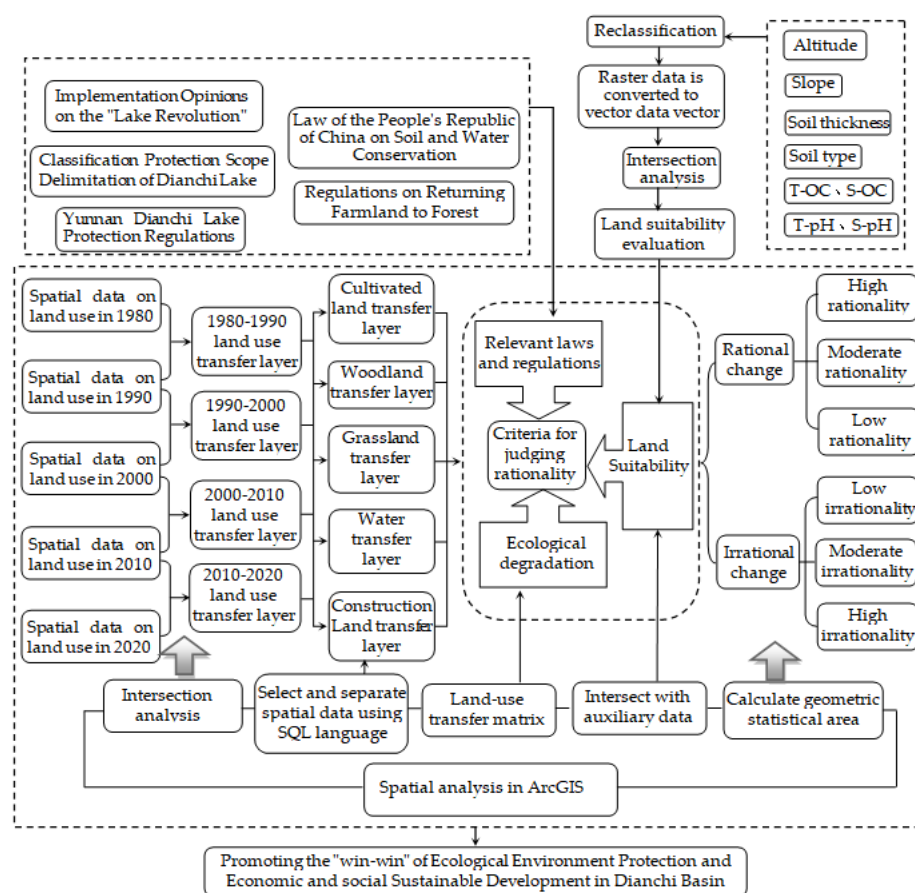 Reclassification
Raster data is
converted to
vector data vector
Intersection
analysis
Land suitability
evaluation
Altitude
Slope
Soil thickness
Soil type
T-OC、S-OC
T-pH、S-pH
Implementation Opinions
on the "Lake Revolution"
Classification Protection Scope
Delimitation of Dianchi Lake
Yunnan Dianchi Lake
Protection Regulations
Law of the People's Republic
of China on Soil and Water
Conservation
Regulations on Returning
Farmland to Forest
Spatial data on
land use in 1980
Spatial data on
land use in 1990
Spatial data on
land use in 2000
Spatial data on
land use in 2010
Spatial data on
land use in 2020
1980-1990
land use
transfer layer
1990-2000
land use
transfer layer
2000-2010
land use
transfer layer
2010-2020
land use
transfer layer
Cultivated
land transfer
layer
Woodland
transfer layer
Grassland
transfer
layer
Water
transfer
layer
Construction
Land transfer
layer
Relevant laws
and regulations
Criteria for
judging
rationality
Ecological
degradation
Land
Suitability
Rational
change
Irrational
change
High
rationality
Moderate
rationality
Low
rationality
Low
irrationality
Moderate
irrationality
High
irrationality
Intersection
analysis
Select and separate
spatial data using
SQL language
Land-use
transfer matrix
Intersect with
auxiliary data
Calculate geometric
statistical area
Spatial analysis in ArcGIS
Promoting the "win-win" of Ecological Environment Protection and
Economic and social Sustainable Development in Dianchi Basin